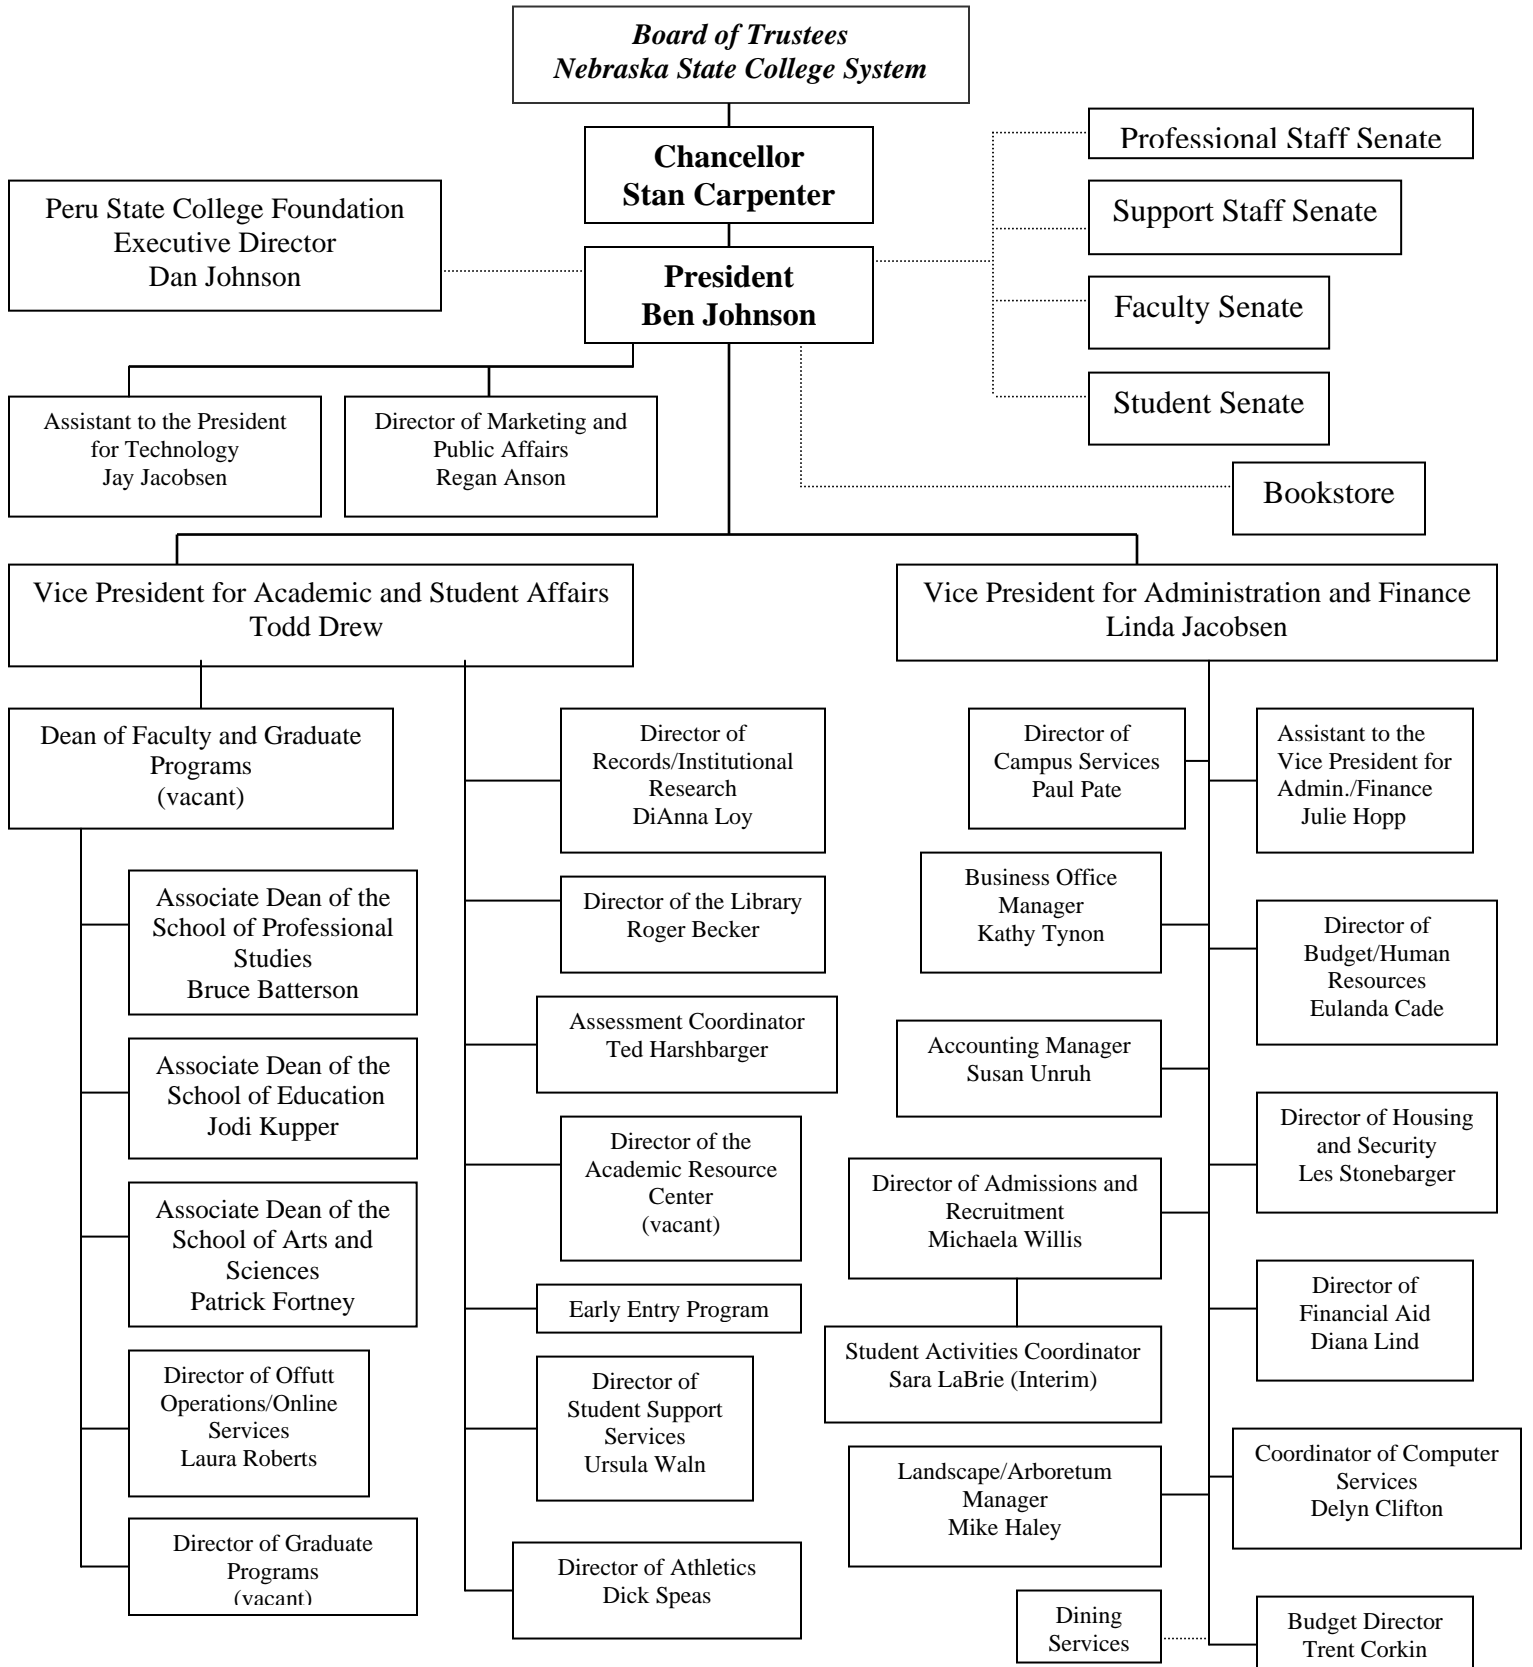 Board of Trustees
Nebraska State College System
Chancellor
Stan Carpenter
Professional Staff Senate
Peru State College Foundation
Executive Director
Dan Johnson
Support Staff Senate
President
Ben Johnson
Faculty Senate
Student Senate
Assistant to the President
for Technology
Jay Jacobsen
Director of Marketing and
Public Affairs
Regan Anson
Bookstore
Vice President for Academic and Student Affairs
Todd Drew
Vice President for Administration and Finance
Linda Jacobsen
Dean of Faculty and Graduate
Programs
(vacant)
Associate Dean of the
School of Professional
Studies
Bruce Batterson
Associate Dean of the
School of Education
Jodi Kupper
Associate Dean of the
School of Arts and
Sciences
Patrick Fortney
Director of Offutt
Operations/Online
Services
Laura Roberts
Director of Graduate
Programs
(vacant)
Director of
Records/Institutional
Research
DiAnna Loy
Director of the Library
Roger Becker
Assessment Coordinator
Ted Harshbarger
Director of the
Academic Resource
Center
(vacant)
Early Entry Program
Director of
Student Support
Services
Ursula Waln
Director of Athletics
Dick Speas
Director of
Campus Services
Paul Pate
Business Office
Manager
Kathy Tynon
Accounting Manager
Susan Unruh
Director of Admissions and
Recruitment
Michaela Willis
Student Activities Coordinator
Sara LaBrie (Interim)
Landscape/Arboretum
Manager
Mike Haley
Dining
Services
Assistant to the
Vice President for
Admin./Finance
Julie Hopp
Director of
Budget/Human
Resources
Eulanda Cade
Director of Housing
and Security
Les Stonebarger
Director of
Financial Aid
Diana Lind
Coordinator of Computer
Services
Delyn Clifton
Budget Director
Trent Corkin